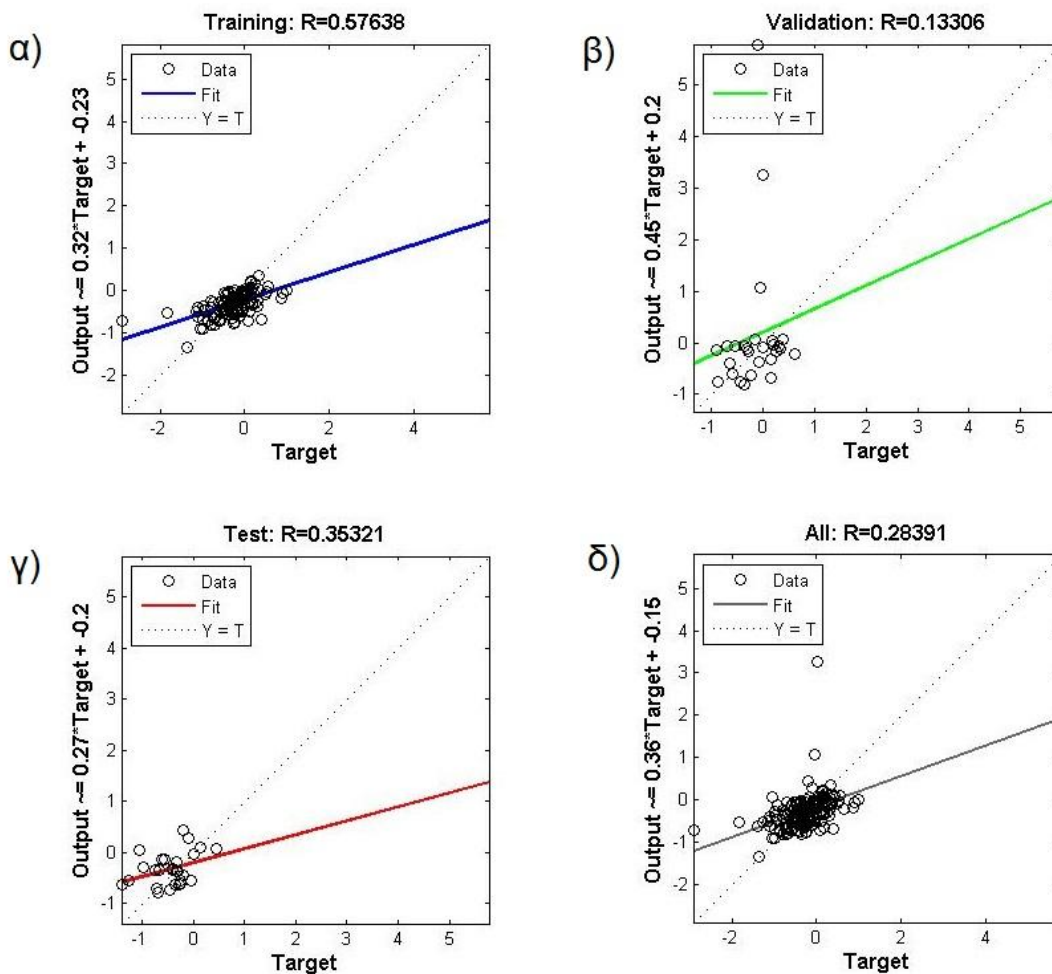 α)
Training: R=0.57638
Data
Fit
Y = T
Output ~= 0.32*Target + -0.23
5
4
3
2
1
0
-1
-2
-2
0
2
4
Target
β)
Validation: R=0.13306
Data
Fit
Y = T
Output ~= 0.45*Target + 0.2
5
4
3
2
1
0
-1
-1
0
1
2
3
4
5
Target
γ)
Test: R=0.35321
Data
Fit
Y = T
Output ~= 0.27*Target + -0.2
5
4
3
2
1
0
-1
-1
0
1
2
3
4
5
Target
δ)
All: R=0.28391
Data
Fit
Y = T
Output ~= 0.36*Target + -0.15
5
4
3
2
1
0
-1
-2
-2
0
2
4
Target